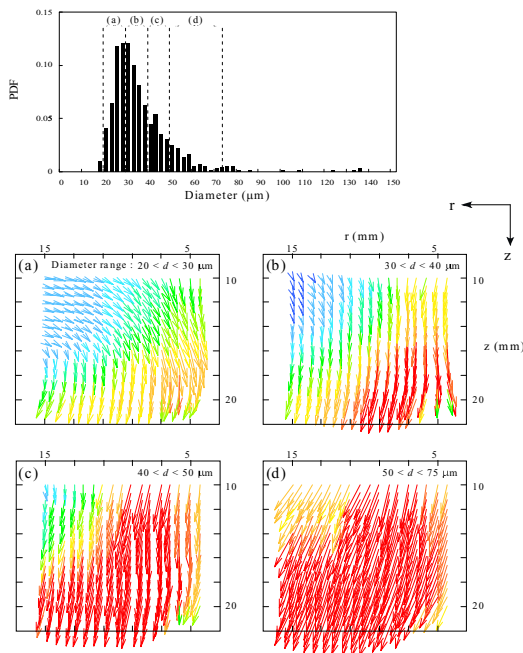 (a) (b) (c) (d)
0.15
0.10
0.05
0
PDF
0 10 20 30 40 50 60 70 80 90 100 110 120 130 140 150
Diameter (μm)
r
z
r (mm)
15 5
(a) Diameter range : 20 < d < 30 μm
10
20
15 5
(b) 30 < d < 40 μm
10
z (mm)
20
15 5
(c) 40 < d < 50 μm
10
20
15 5
(d) 50 < d < 75 μm
10
20